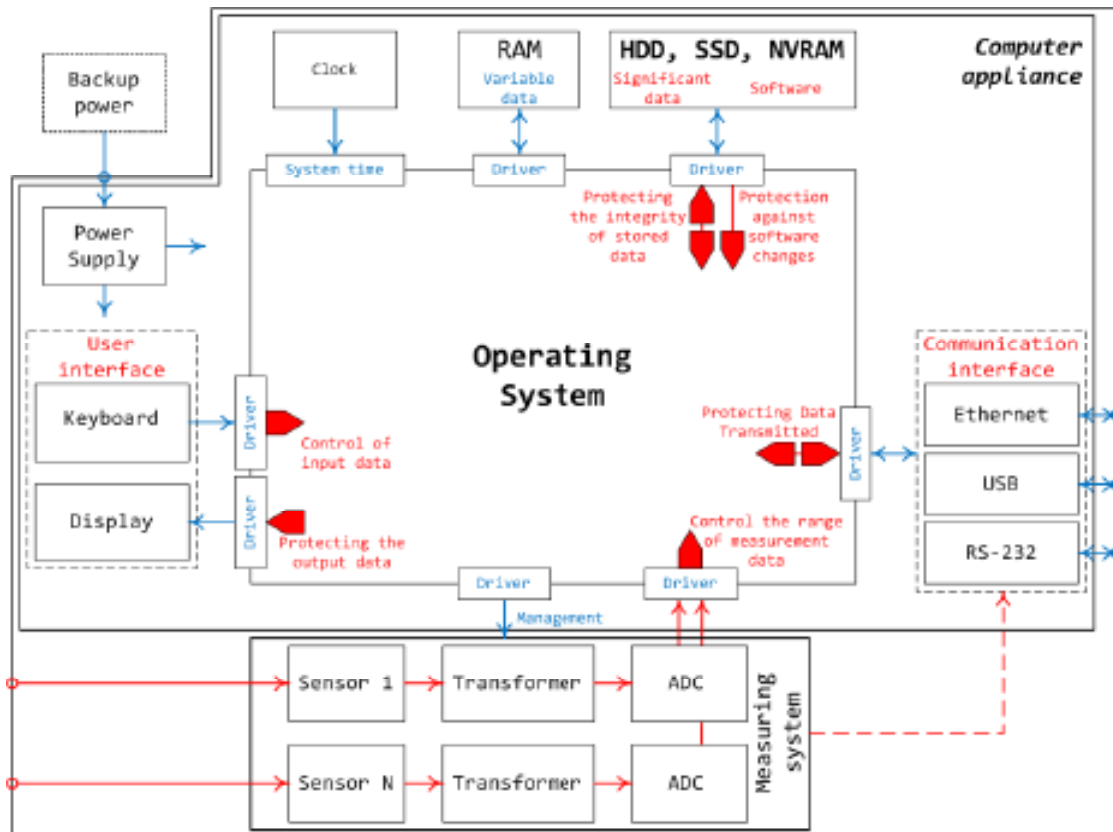 Computer
appliance
Backup
power
Clock
RAM
Variable
data
HDD, SSD, NVRAM
Significant
data
Software
System time
Driver
Driver
Power
Supply
Protecting
the integrity
of stored
data
Protection
against
software
changes
User
interface
Keyboard
Display
Driver
Driver
Control of
input data
Protecting the
output data
Operating
System
Protecting Data
Transmitted
Driver
Communication
interface
Ethernet
USB
RS-232
Control the range
of measurement
data
Driver
Driver
Management
Sensor 1
Transformer
ADC
Sensor N
Transformer
ADC
Measuring
system